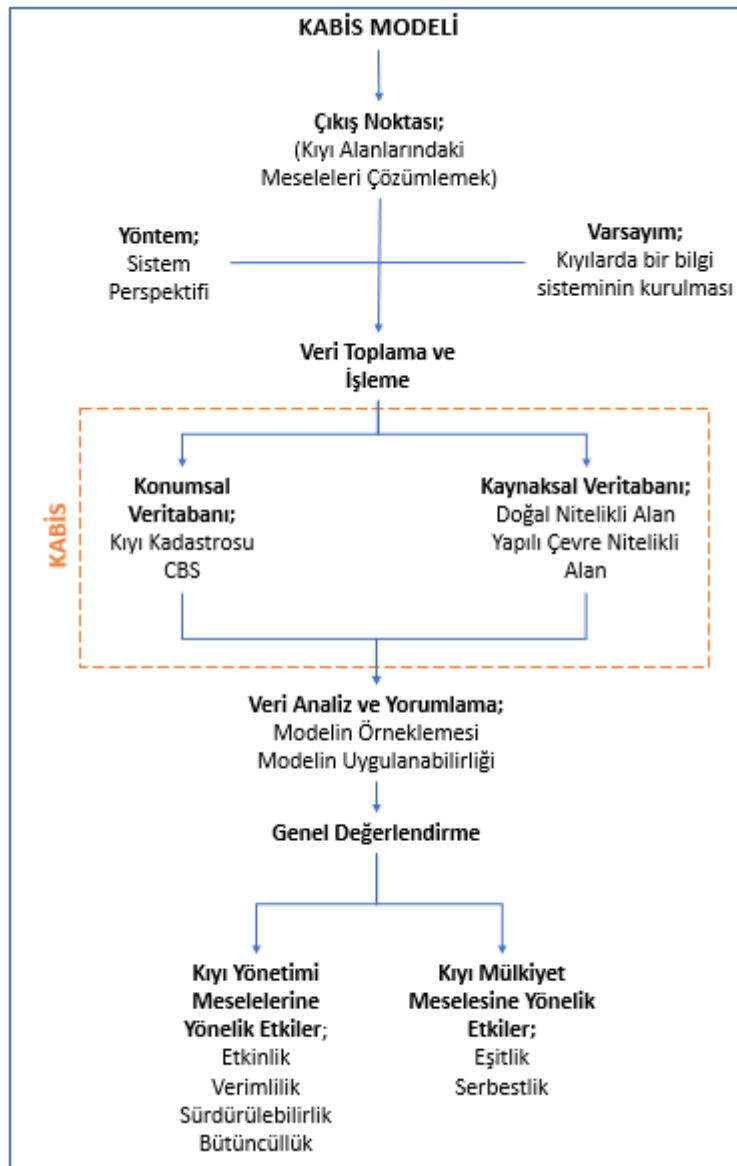 KABİS MODELİ
Çıkış Noktası;
(Kıyı Alanlarındaki
Meseleleri Çözümlemek)
Yöntem;
Sistem
Perspektifi
Varsayım;
Kıyılarda bir bilgi
sisteminin kurulması
Veri Toplama ve
İşleme
KABİS
Konumsal
Veritabanı;
Kıyı Kadastrosu
CBS
Kaynaksal Veritabanı;
Doğal Nitelikli Alan
Yapılı Çevre Nitelikli
Alan
Veri Analiz ve Yorumlama;
Modelin Örneklemesi
Modelin Uygulanabilirliği
Genel Değerlendirme
Kıyı Yönetimi
Meselelerine
Yönelik Etkiler;
Etkinlik
Verimlilik
Sürdürülebilirlik
Bütüncüllük
Kıyı Mülkiyet
Meselesine Yönelik
Etkiler;
Eşitlik
Serbestlik